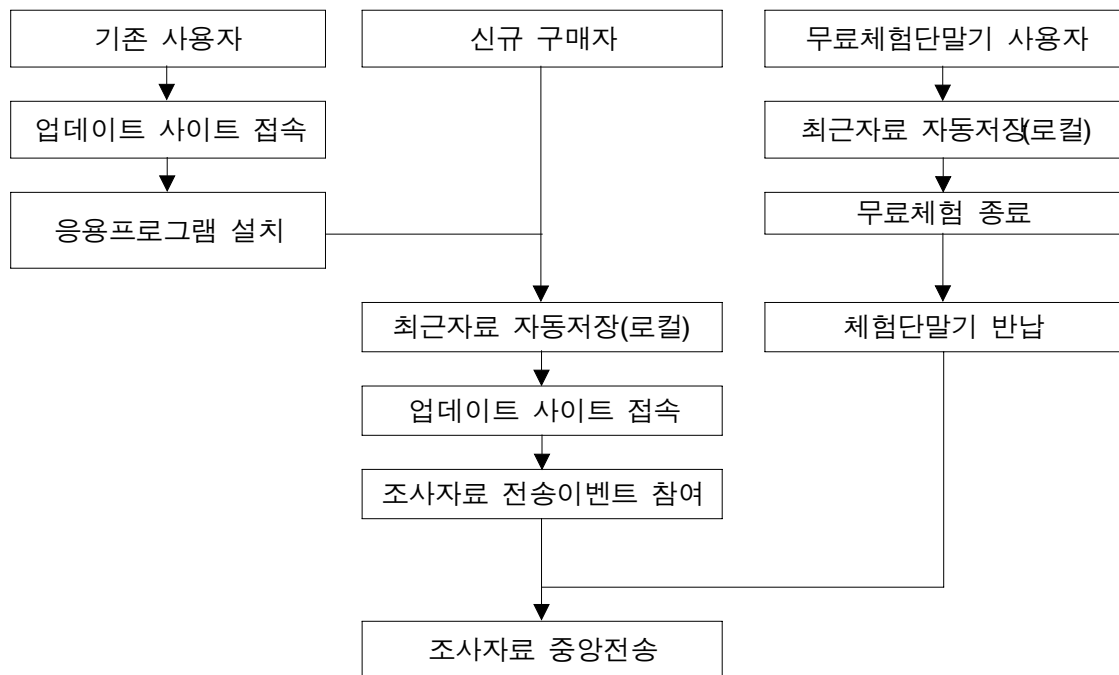 기존 사용자
신규 구매자
무료체험단말기 사용자
업데이트 사이트 접속
최근자료 자동저장(로컬)
응용프로그램 설치
무료체험 종료
최근자료 자동저장(로컬)
체험단말기 반납
업데이트 사이트 접속
조사자료 전송이벤트 참여
조사자료 중앙전송